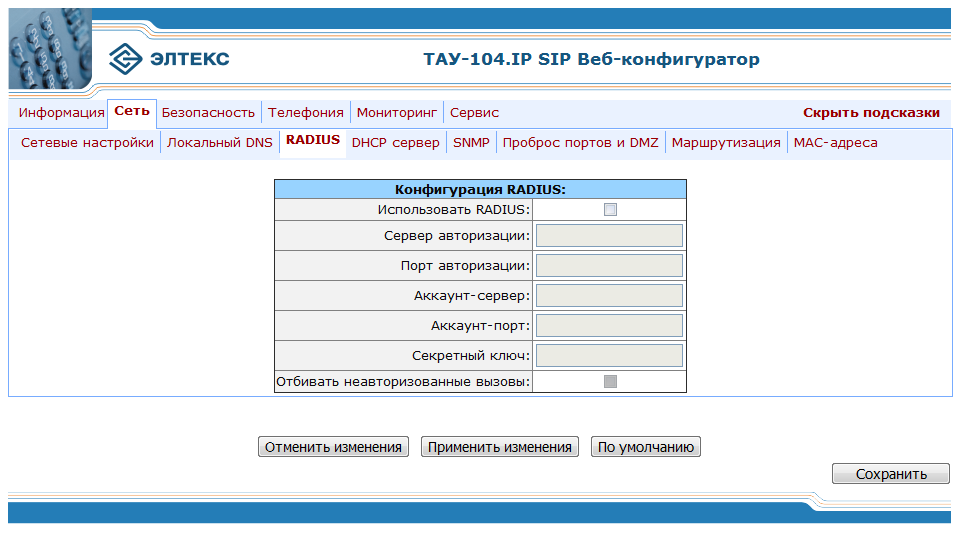 ЭЛТЕКС
ТАУ-104.IP SIP Веб-конфигуратор
Информация Сеть Безопасность Телефония Мониторинг Сервис Скрыть подсказки
Сетевые настройки Локальный DNS RADIUS DHCP сервер SNMP Проброс портов и DMZ Маршрутизация MAC-адреса
Конфигурация RADIUS:
Использовать RADIUS:
Сервер авторизации:
Порт авторизации:
Аккаунт-сервер:
Аккаунт-порт:
Секретный ключ:
Отбивать неавторизованные вызовы:
Отменить изменения Применить изменения По умолчанию
Сохранить